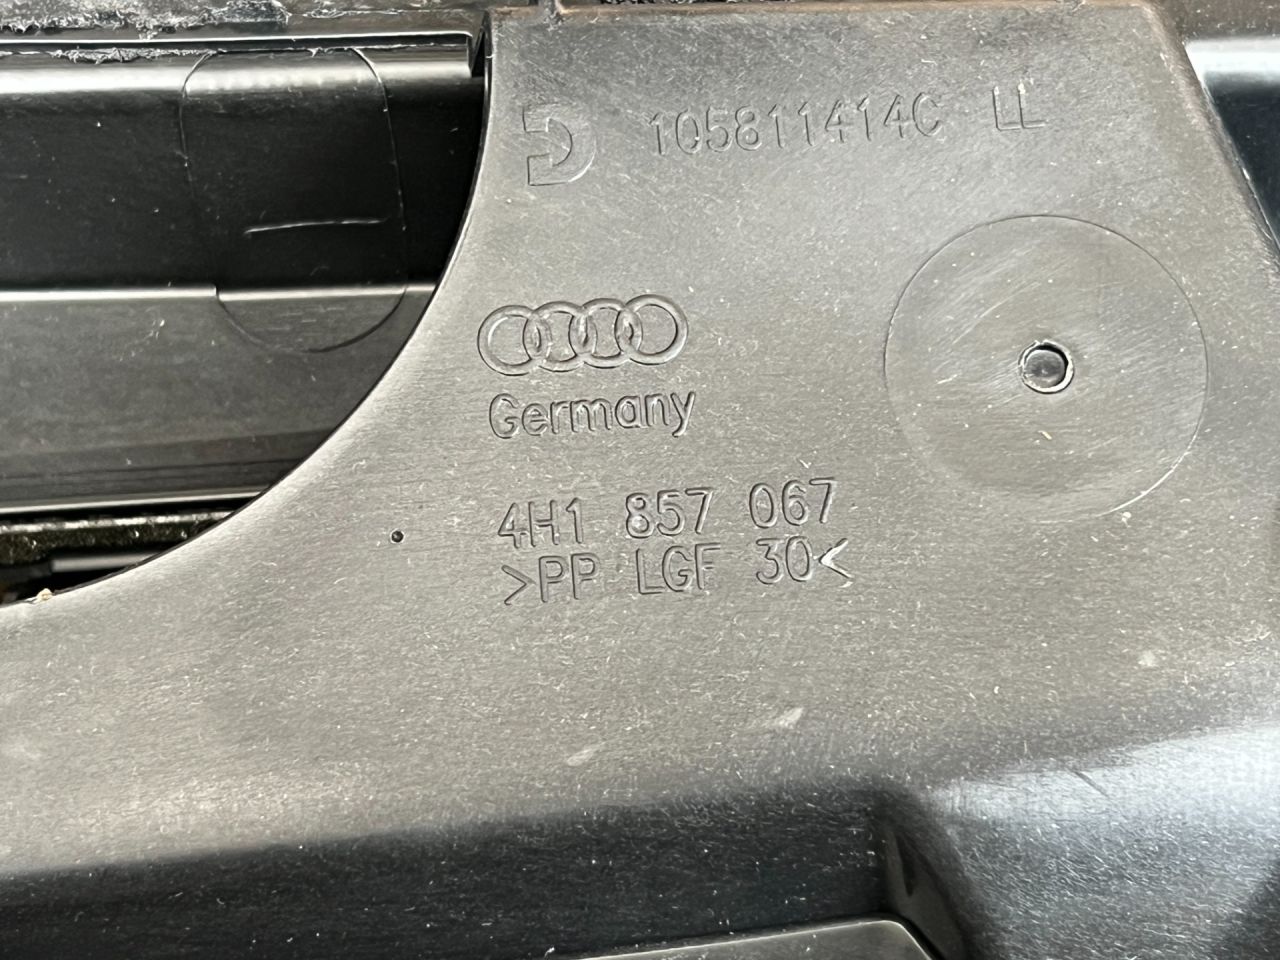 105811414C LL
Germany
4H1 857 067
>PP LGF 30<